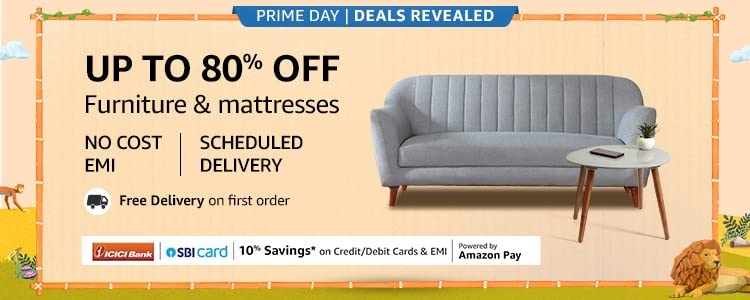 PRIME DAY | DEALS REVEALED
UP TO 80% OFF
Furniture & mattresses
NO COST EMI | SCHEDULED DELIVERY
Free Delivery on first order
ICICI Bank | SBI card | 10% Savings* on Credit/Debit Cards & EMI | Powered by Amazon Pay